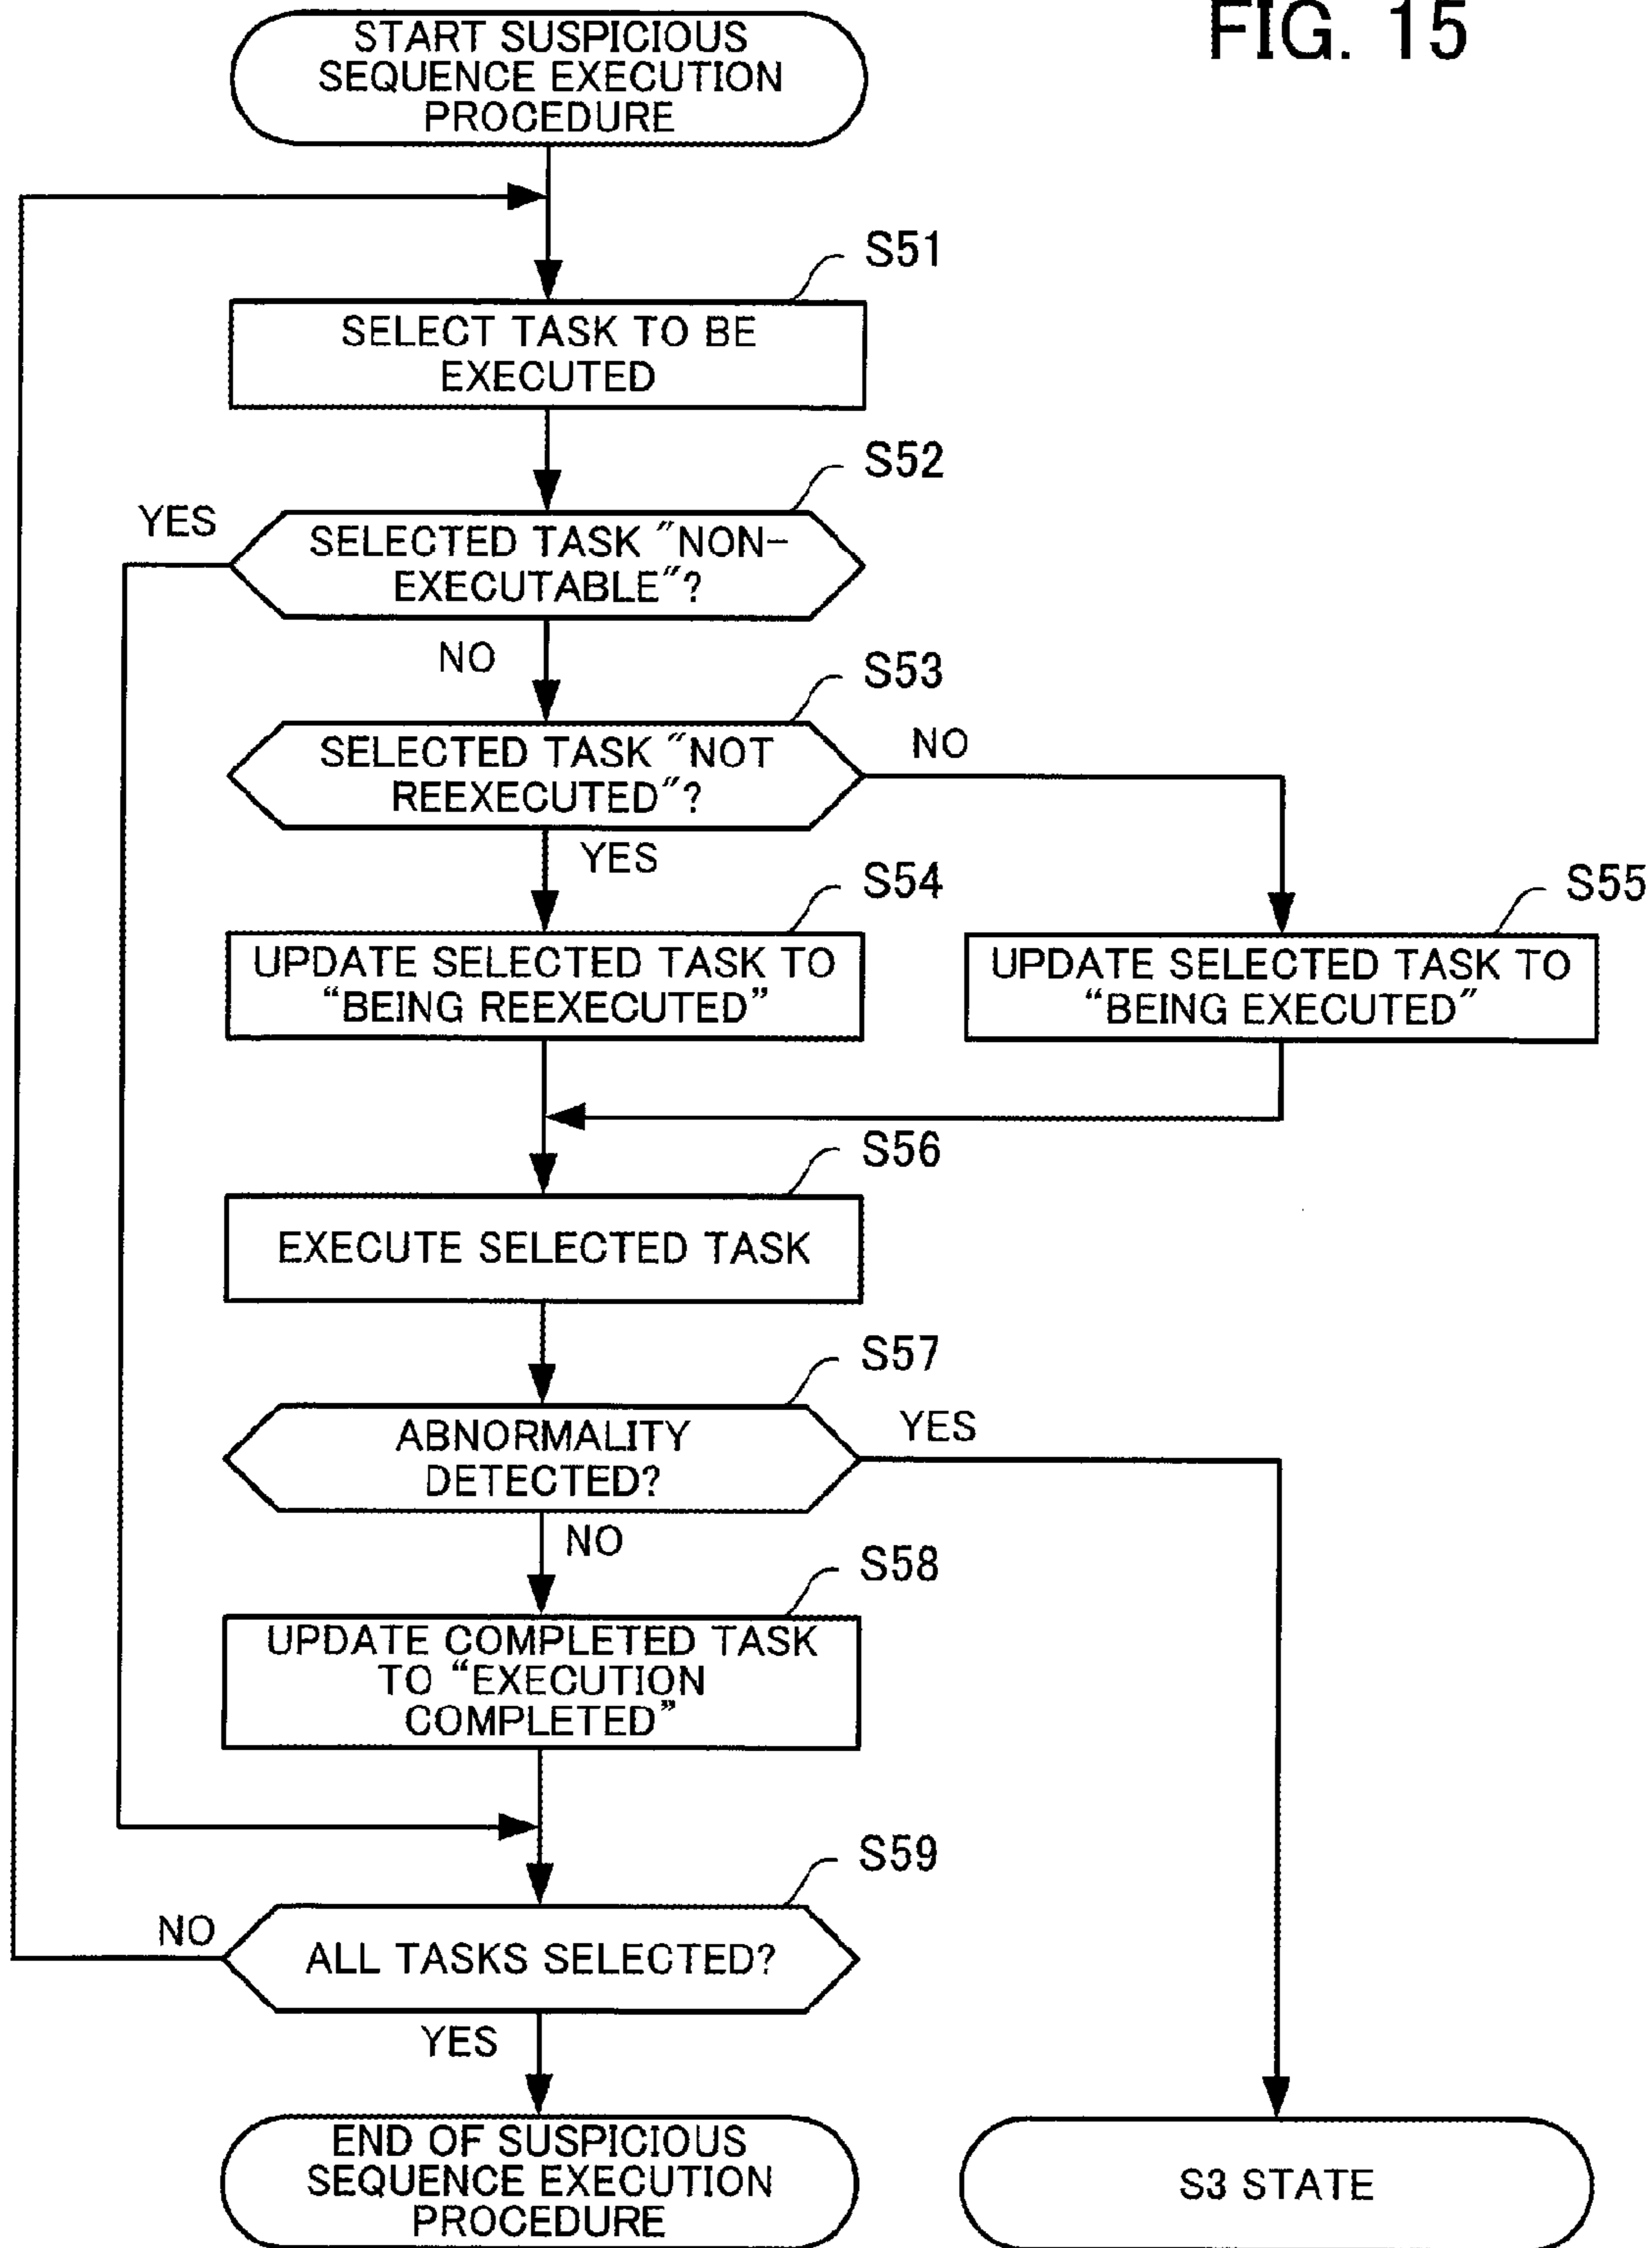 FIG. 15
START SUSPICIOUS
SEQUENCE EXECUTION
PROCEDURE
S51
SELECT TASK TO BE
EXECUTED
S52
YES
SELECTED TASK "NON-
EXECUTABLE"?
NO
S53
SELECTED TASK "NOT
REEXECUTED"?
NO
YES
S54
S55
UPDATE SELECTED TASK TO
“BEING REEXECUTED”
UPDATE SELECTED TASK TO
“BEING EXECUTED"
S56
EXECUTE SELECTED TASK
S57
ABNORMALITY
DETECTED?
YES
NO
S58
UPDATE COMPLETED TASK
TO “EXECUTION
COMPLETED”
S59
NO
ALL TASKS SELECTED?
YES
END OF SUSPICIOUS
SEQUENCE EXECUTION
PROCEDURE
S3 STATE